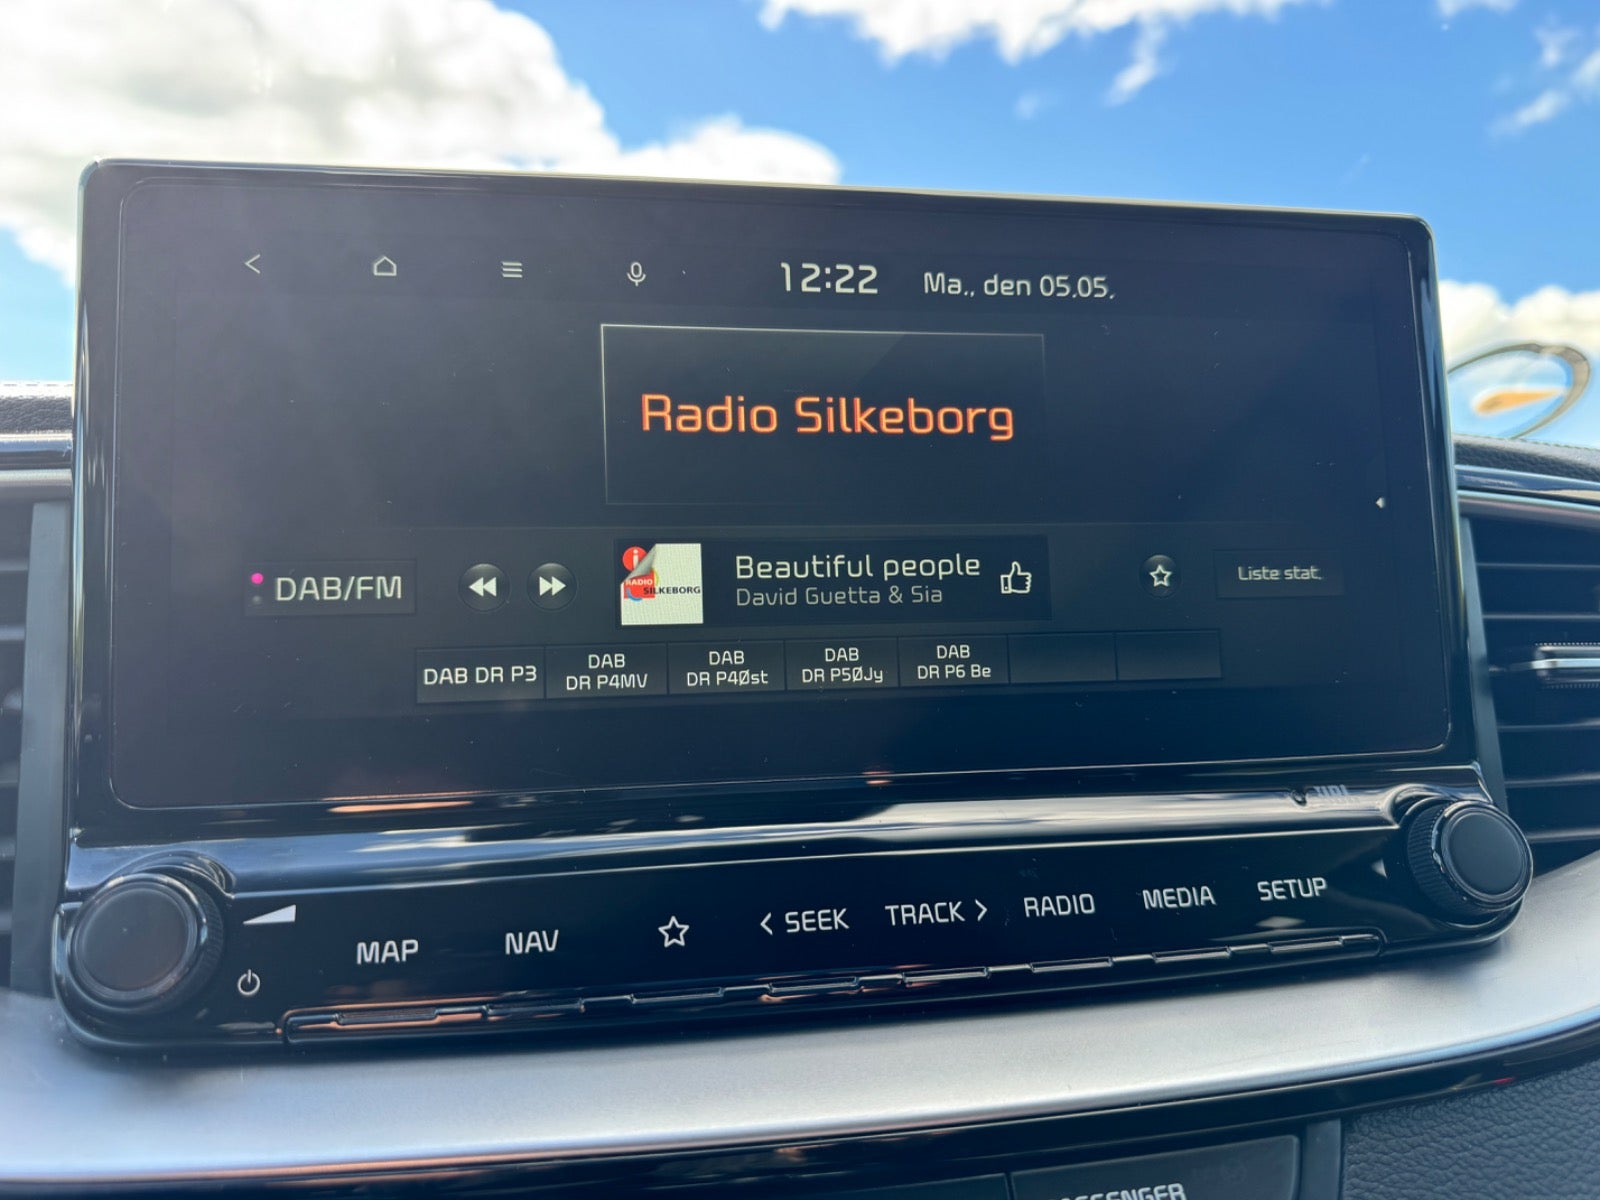 12:22 Ma., den 05.05.
Radio Silkeborg
DAB/FM
i
RADIO
SILKEBORG
Beautiful people
David Guetta & Sia
Liste stat.
DAB DR P3
DAB
DR P4MV
DAB
DR P4Øst
DAB
DR P5ØJy
DAB
DR P6 Be
MAP NAV < SEEK TRACK > RADIO MEDIA SETUP